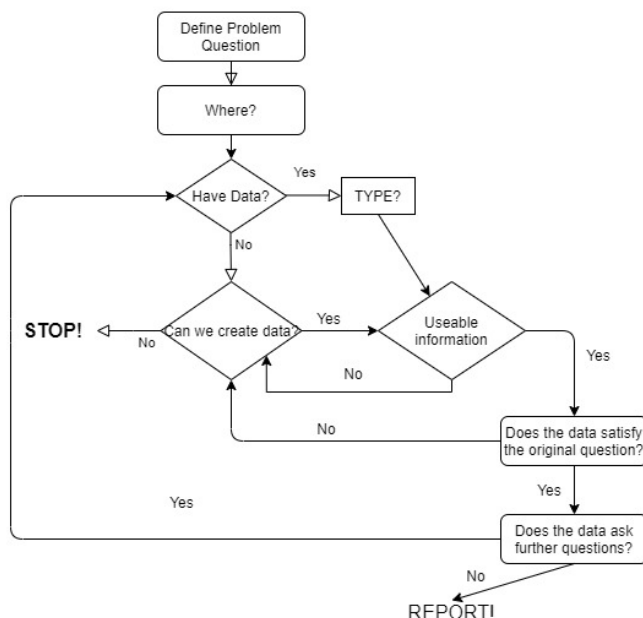 Define Problem
Question
Where?
Have Data?
Yes
TYPE?
No
STOP!
No
Can we create data?
Yes
Useable
information
Yes
No
No
Does the data satisfy
the original question?
Yes
Yes
Does the data ask
further questions?
No
REPORT!